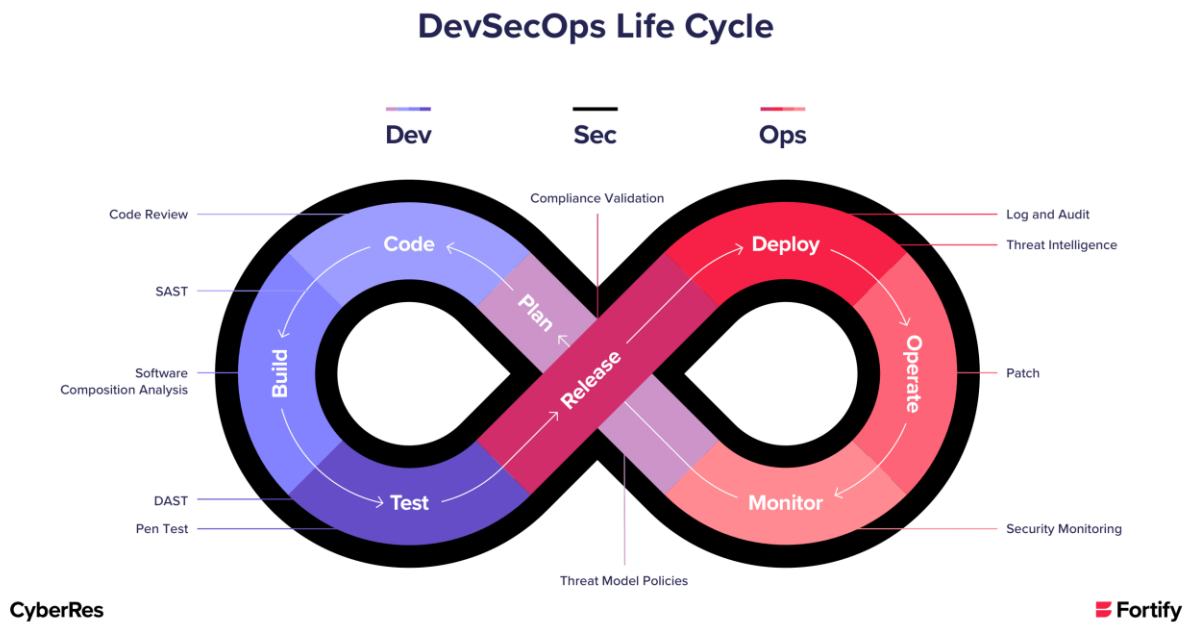 DevSecOps Life Cycle
Dev
Sec
Ops
Compliance Validation
Code Review
Log and Audit
Code
Deploy
Threat Intelligence
SAST
Plan
Build
Release
Operate
Software
Composition Analysis
Patch
DAST
Test
Monitor
Pen Test
Security Monitoring
Threat Model Policies
CyberRes
Fortify